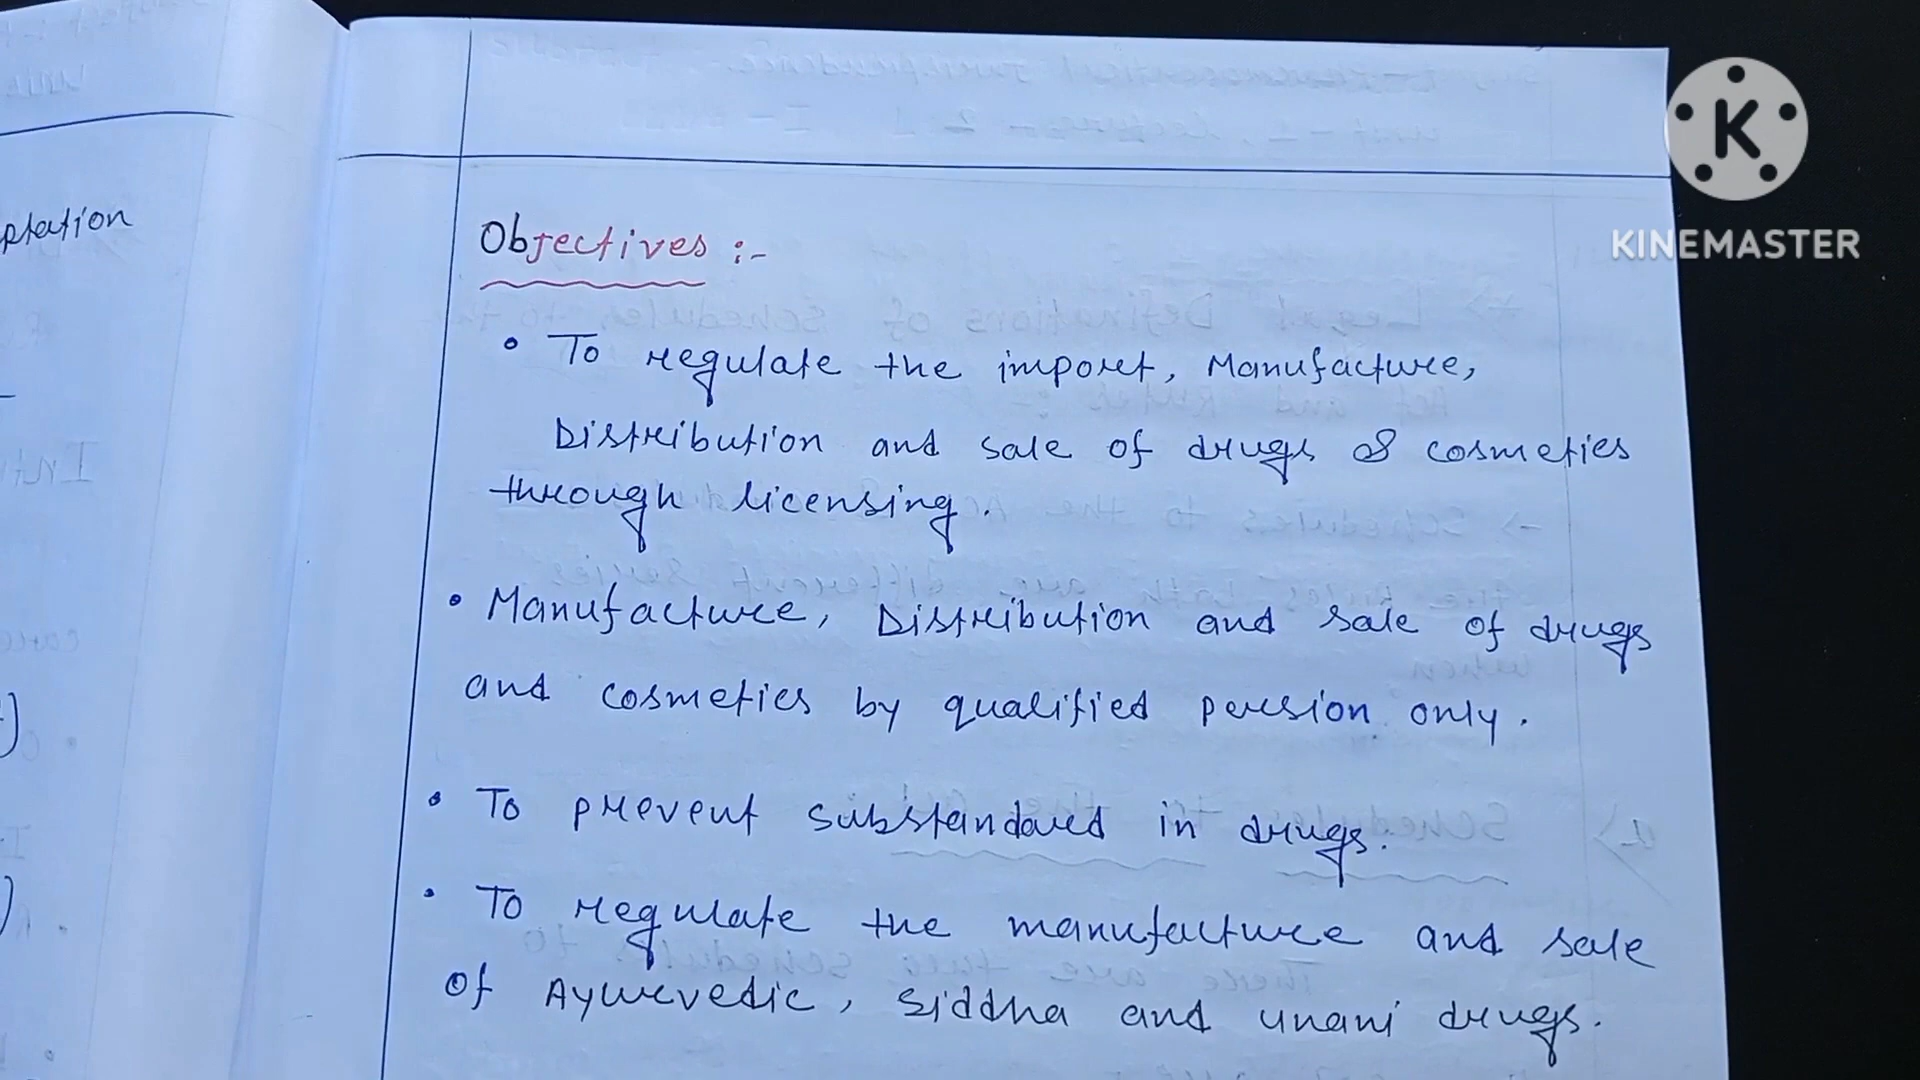 ptation
Objectives :-
• To regulate the import, Manufacture,
Distribution and sale of drugs & cosmetics
through licensing.
• Manufacture, Distribution and sale of drugs
and cosmetics by qualified persion only.
• To prevent substandard in drugs.
• To regulate the manufacture and sale
of Ayurvedic, Siddha and unani drugs.
K
KINEMASTER